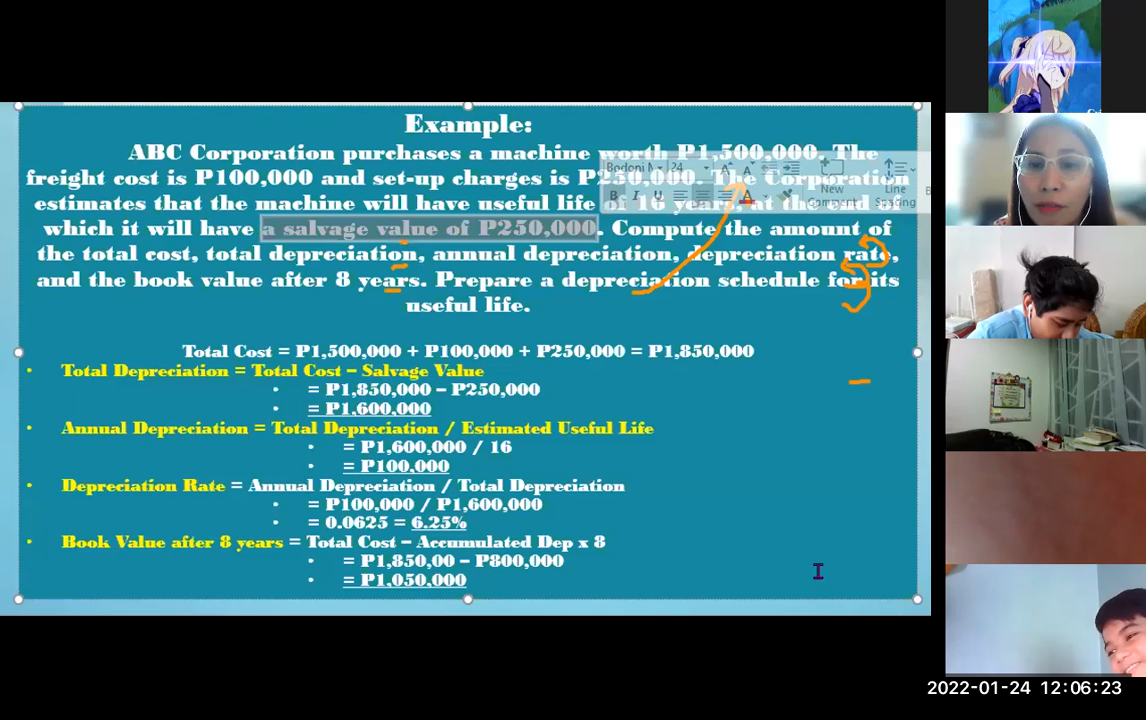 Example:
ABC Corporation purchases a machine worth P1,500,000. The
freight cost is P100,000 and set-up charges is P250,000. The Corporation
estimates that the machine will have useful life of 16 years, at the end of
which it will have a salvage value of P250,000. Compute the amount of
the total cost, total depreciation, annual depreciation, depreciation rate,
and the book value after 8 years. Prepare a depreciation schedule for its
useful life.
24
New
Comment
Line
Spacing
B I U
Total Cost = P1,500,000 + P100,000 + P250,000 = P1,850,000
• Total Depreciation = Total Cost – Salvage Value
• = P1,850,000 – P250,000
• = P1,600,000
• Annual Depreciation = Total Depreciation / Estimated Useful Life
• = P1,600,000 / 16
• = P100,000
• Depreciation Rate = Annual Depreciation / Total Depreciation
• = P100,000 / P1,600,000
• = 0.0625 = 6.25%
• Book Value after 8 years = Total Cost – Accumulated Dep x 8
• = P1,850,00 – P800,000
• = P1,050,000
2022-01-24 12:06:23